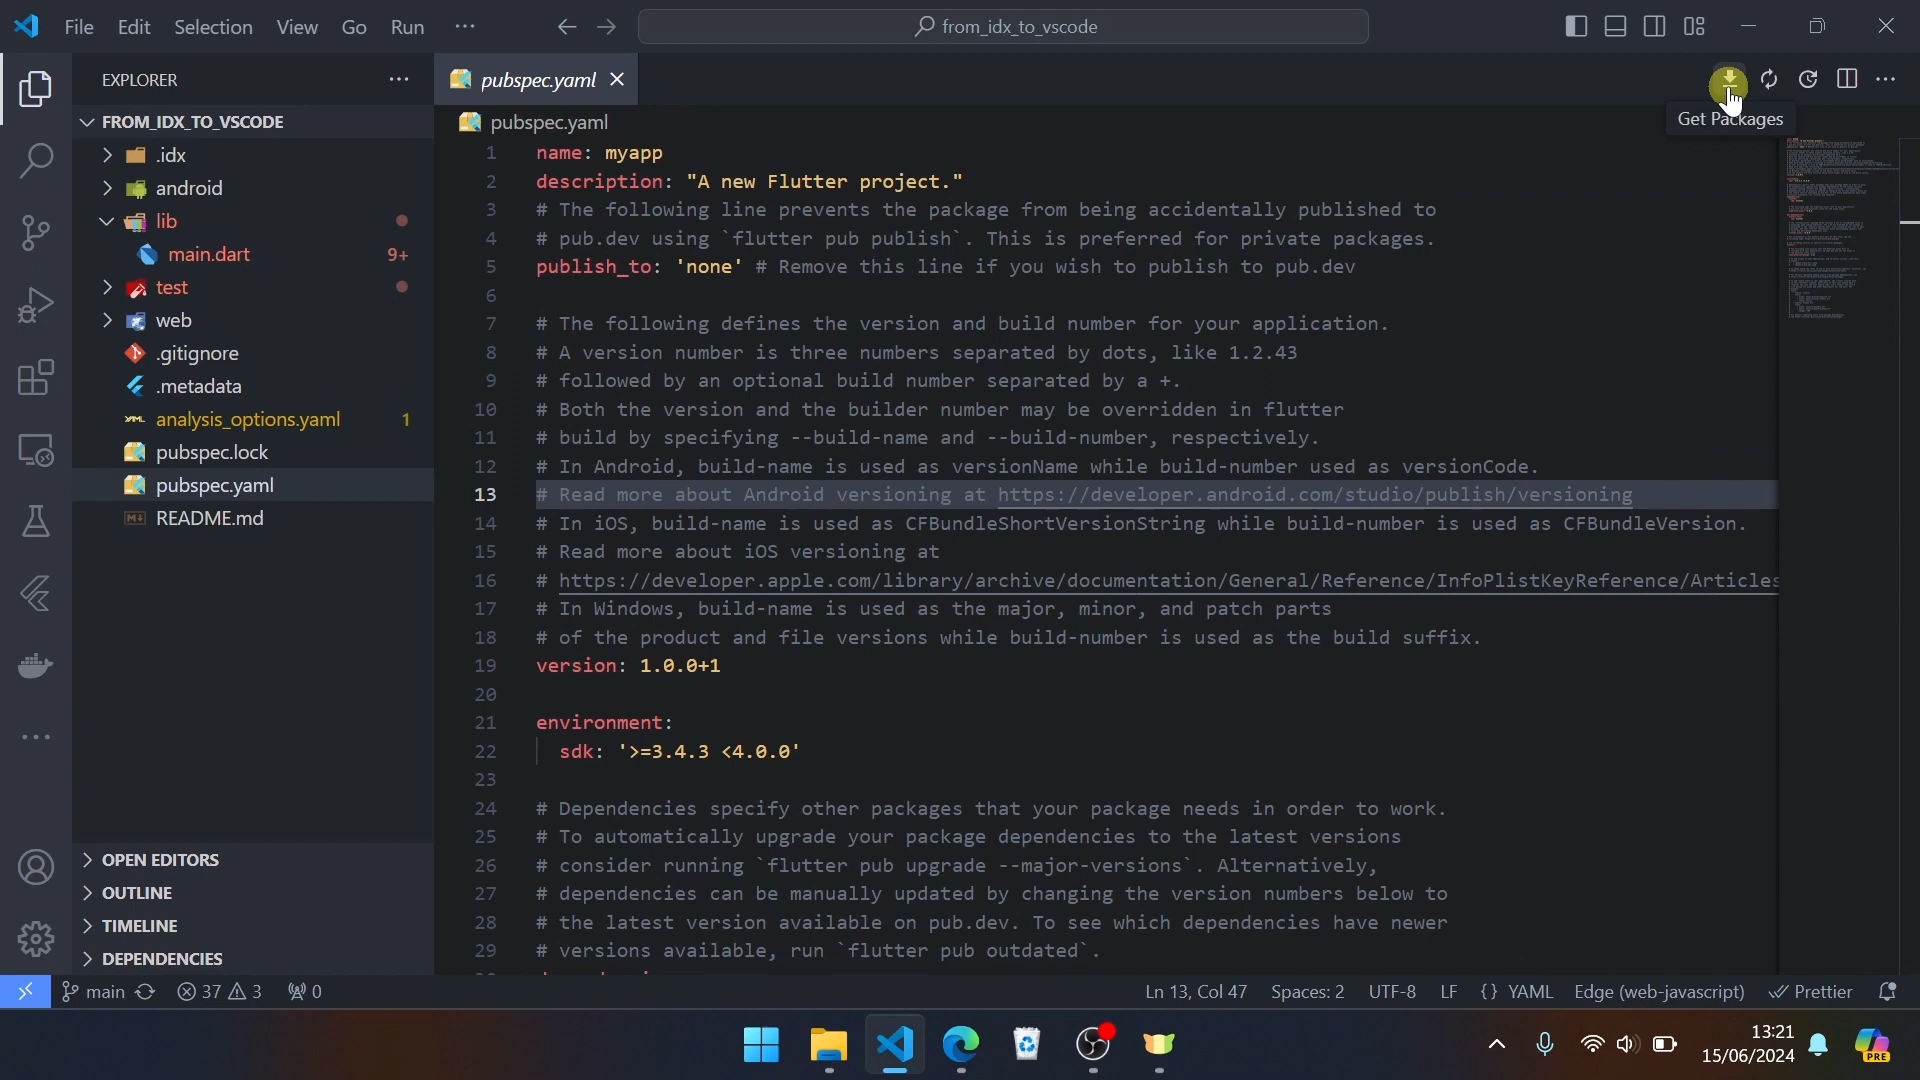 File Edit Selection View Go Run ···
from_idx_to_vscode
EXPLORER
FROM_IDX_TO_VSCODE
.idx
android
lib
main.dart 9+
test
web
.gitignore
.metadata
analysis_options.yaml 1
pubspec.lock
pubspec.yaml
README.md
OPEN EDITORS
OUTLINE
TIMELINE
DEPENDENCIES
pubspec.yaml
Get Packages
pubspec.yaml
1 name: myapp
2 description: "A new Flutter project."
3 # The following line prevents the package from being accidentally published to
4 # pub.dev using `flutter pub publish`. This is preferred for private packages.
5 publish_to: 'none' # Remove this line if you wish to publish to pub.dev
6
7 # The following defines the version and build number for your application.
8 # A version number is three numbers separated by dots, like 1.2.43
9 # followed by an optional build number separated by a +.
10 # Both the version and the builder number may be overridden in flutter
11 # build by specifying --build-name and --build-number, respectively.
12 # In Android, build-name is used as versionName while build-number used as versionCode.
13 # Read more about Android versioning at https://developer.android.com/studio/publish/versioning
14 # In iOS, build-name is used as CFBundleShortVersionString while build-number is used as CFBundleVersion.
15 # Read more about iOS versioning at
16 # https://developer.apple.com/library/archive/documentation/General/Reference/InfoPlistKeyReference/Articles
17 # In Windows, build-name is used as the major, minor, and patch parts
18 # of the product and file versions while build-number is used as the build suffix.
19 version: 1.0.0+1
20
21 environment:
22 sdk: '>=3.4.3 <4.0.0'
23
24 # Dependencies specify other packages that your package needs in order to work.
25 # To automatically upgrade your package dependencies to the latest versions
26 # consider running `flutter pub upgrade --major-versions`. Alternatively,
27 # dependencies can be manually updated by changing the version numbers below to
28 # the latest version available on pub.dev. To see which dependencies have newer
29 # versions available, run `flutter pub outdated`.
main 37 3 0
Ln 13, Col 47 Spaces: 2 UTF-8 LF {} YAML Edge (web-javascript) Prettier
13:21
15/06/2024
PRE